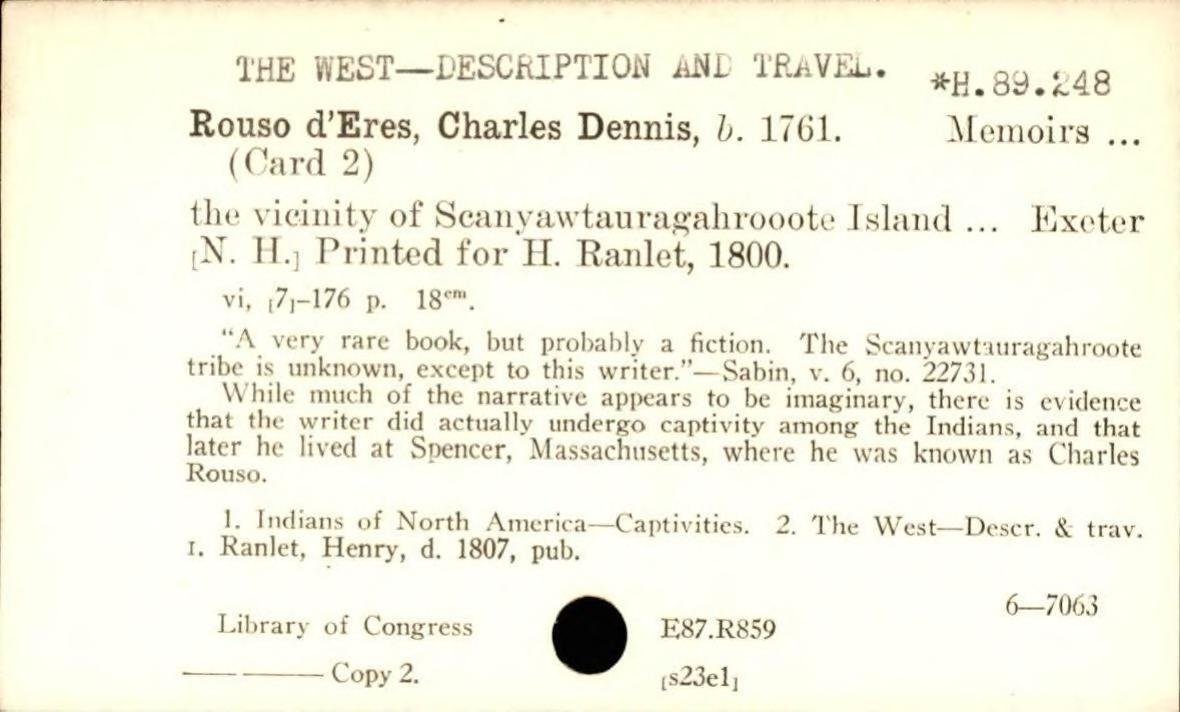 THE WEST—DESCRIPTION AND TRAVEL.
*H.89.248
Rouso d'Eres, Charles Dennis, b. 1761. Memoirs ...
(Card 2)
the vicinity of Scanyawtauragahrooote Island ... Exeter
[N. H.] Printed for H. Ranlet, 1800.
vi, [7]–176 p. 18cm.
"A very rare book, but probably a fiction. The Scanyawtauragahroote
tribe is unknown, except to this writer."—Sabin, v. 6, no. 22731.
While much of the narrative appears to be imaginary, there is evidence
that the writer did actually undergo captivity among the Indians, and that
later he lived at Spencer, Massachusetts, where he was known as Charles
Rouso.
1. Indians of North America—Captivities. 2. The West—Descr. & trav.
I. Ranlet, Henry, d. 1807, pub.
6—7063
Library of Congress E87.R859
——— Copy 2. [s23e1]